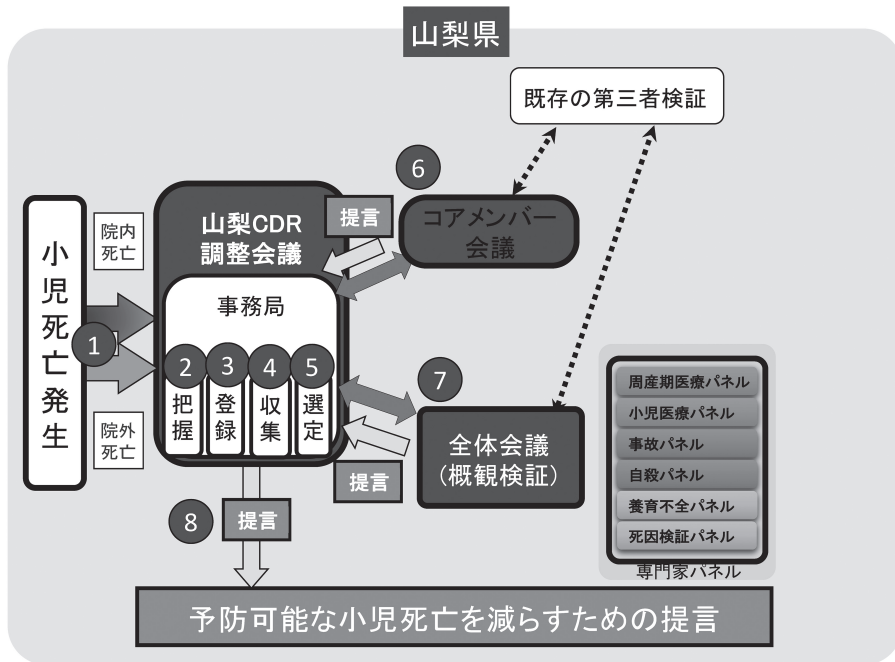 山梨県
既存の第三者検証
6
コアメンバー
会議
提言
山梨CDR
調整会議
院内
死亡
小児死亡発生
1
事務局
2
3
4
5
把握
登録
収集
選定
院外
死亡
7
全体会議
(概観検証)
提言
周産期医療パネル
小児医療パネル
事故パネル
自殺パネル
養育不全パネル
死因検証パネル
専門家パネル
8
提言
予防可能な小児死亡を減らすための提言